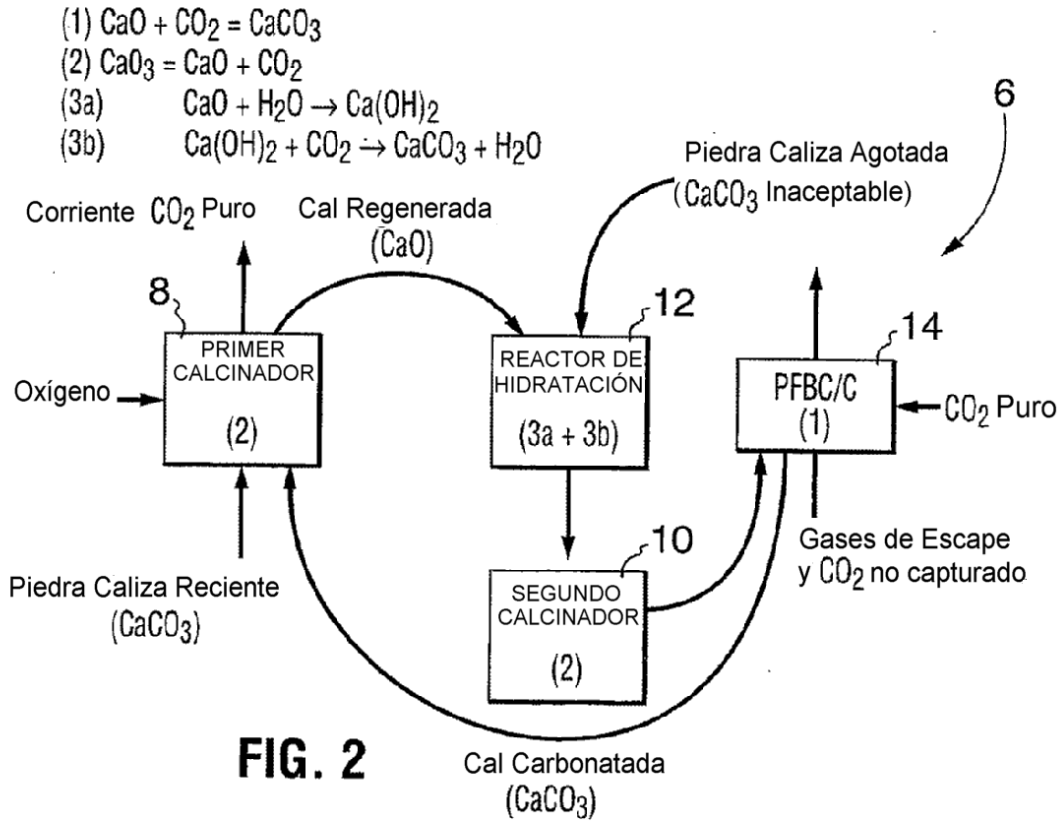 (1) CaO + CO₂ = CaCO₃
(2) CaO₃ = CaO + CO₂
(3a) CaO + H₂O → Ca(OH)₂
(3b) Ca(OH)₂ + CO₂ → CaCO₃ + H₂O
6
Piedra Caliza Agotada
(CaCO₃ Inaceptable)
Corriente CO₂ Puro
Cal Regenerada
(CaO)
8
PRIMER
CALCINADOR
(2)
Oxígeno
12
REACTOR DE
HIDRATACIÓN
(3a + 3b)
14
PFBC/C
(1)
CO₂ Puro
Piedra Caliza Reciente
(CaCO₃)
10
SEGUNDO
CALCINADOR
(2)
Gases de Escape
y CO₂ no capturado
FIG. 2
Cal Carbonatada
(CaCO₃)